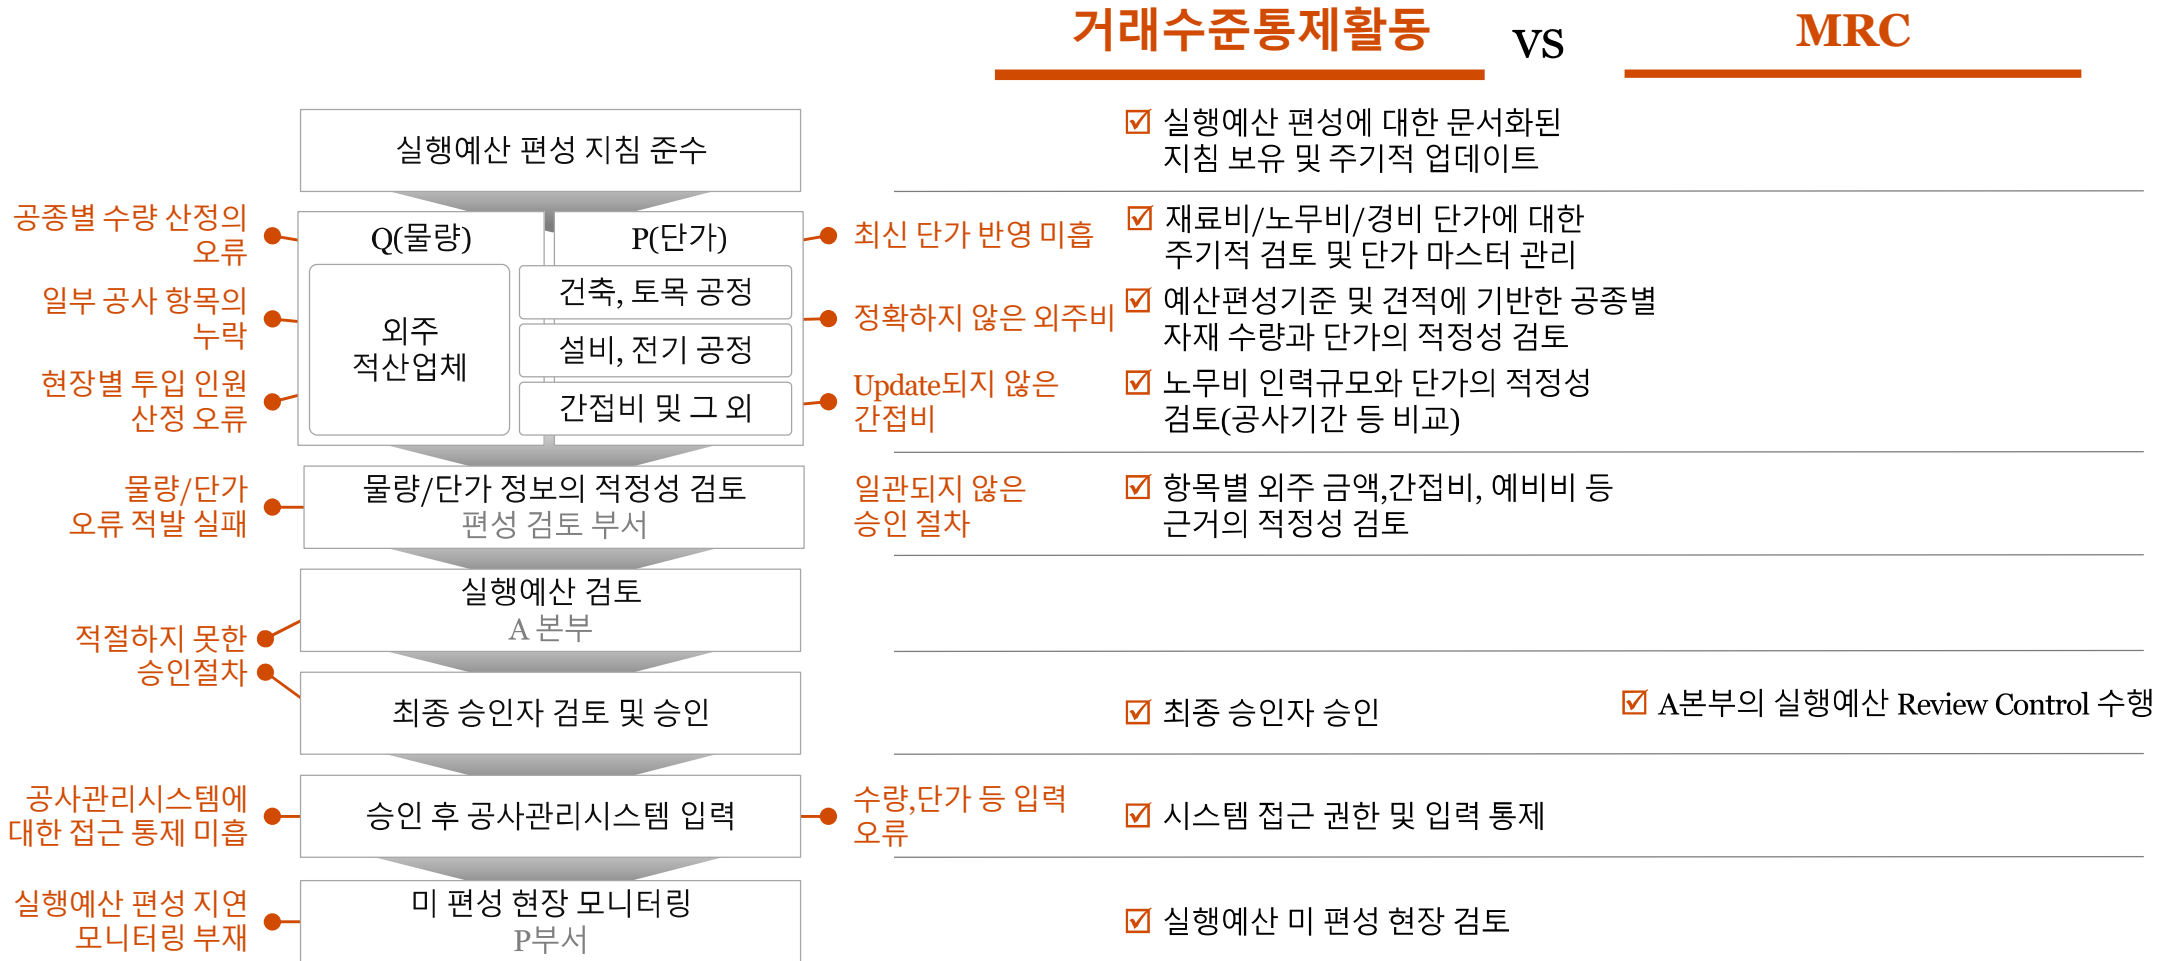 거래수준통제활동
vs
MRC
실행예산 편성 지침 준수
실행예산 편성에 대한 문서화된
지침 보유 및 주기적 업데이트
공종별 수량 산정의
오류
일부 공사 항목의
누락
현장별 투입 인원
산정 오류
Q(물량)
외주
적산업체
P(단가)
건축, 토목 공정
설비, 전기 공정
간접비 및 그 외
최신 단가 반영 미흡
정확하지 않은 외주비
Update되지 않은
간접비
재료비/노무비/경비 단가에 대한
주기적 검토 및 단가 마스터 관리
예산편성기준 및 견적에 기반한 공종별
자재 수량과 단가의 적정성 검토
노무비 인력규모와 단가의 적정성
검토(공사기간 등 비교)
물량/단가
오류 적발 실패
물량/단가 정보의 적정성 검토
편성 검토 부서
일관되지 않은
승인 절차
항목별 외주 금액,간접비, 예비비 등
근거의 적정성 검토
적절하지 못한
승인절차
실행예산 검토
A 본부
최종 승인자 검토 및 승인
최종 승인자 승인
A본부의 실행예산 Review Control 수행
공사관리시스템에
대한 접근 통제 미흡
승인 후 공사관리시스템 입력
수량,단가 등 입력
오류
시스템 접근 권한 및 입력 통제
실행예산 편성 지연
모니터링 부재
미 편성 현장 모니터링
P부서
실행예산 미 편성 현장 검토